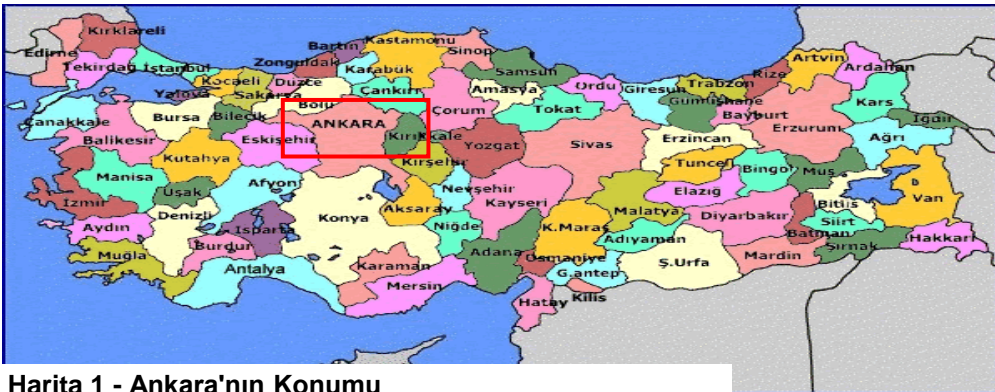 Kırklareli
Edirne
Tekirdağ
İstanbul
Kocaeli
Yalova
Sakarya
Düzce
Zonguldak
Bartın
Karabük
Kastamonu
Sinop
Çankırı
Samsun
Amasya
Ordu
Giresun
Trabzon
Rize
Artvin
Ardahan
Kars
Iğdır
Gümüşhane
Bayburt
Erzurum
Ağrı
Çanakkale
Balikesir
Bursa
Bilecik
Bolu
ANKARA
Kırıkkale
Çorum
Tokat
Eskişehir
Kutahya
Kırşehir
Yozgat
Sivas
Erzincan
Tunceli
Bingöl
Muş
Manisa
Uşak
Afyon
İzmir
Aydın
Denizli
Isparta
Burdur
Muğla
Antalya
Konya
Aksaray
Nevşehir
Niğde
Kayseri
Karaman
Mersin
Adana
K.Maraş
Osmaniye
Malatya
Adıyaman
G.antep
Kilis
Hatay
Ş.Urfa
Elazığ
Diyarbakır
Mardin
Batman
Siirt
Bitlis
Van
Şırnak
Hakkari
Harita 1 - Ankara'nın Konumu